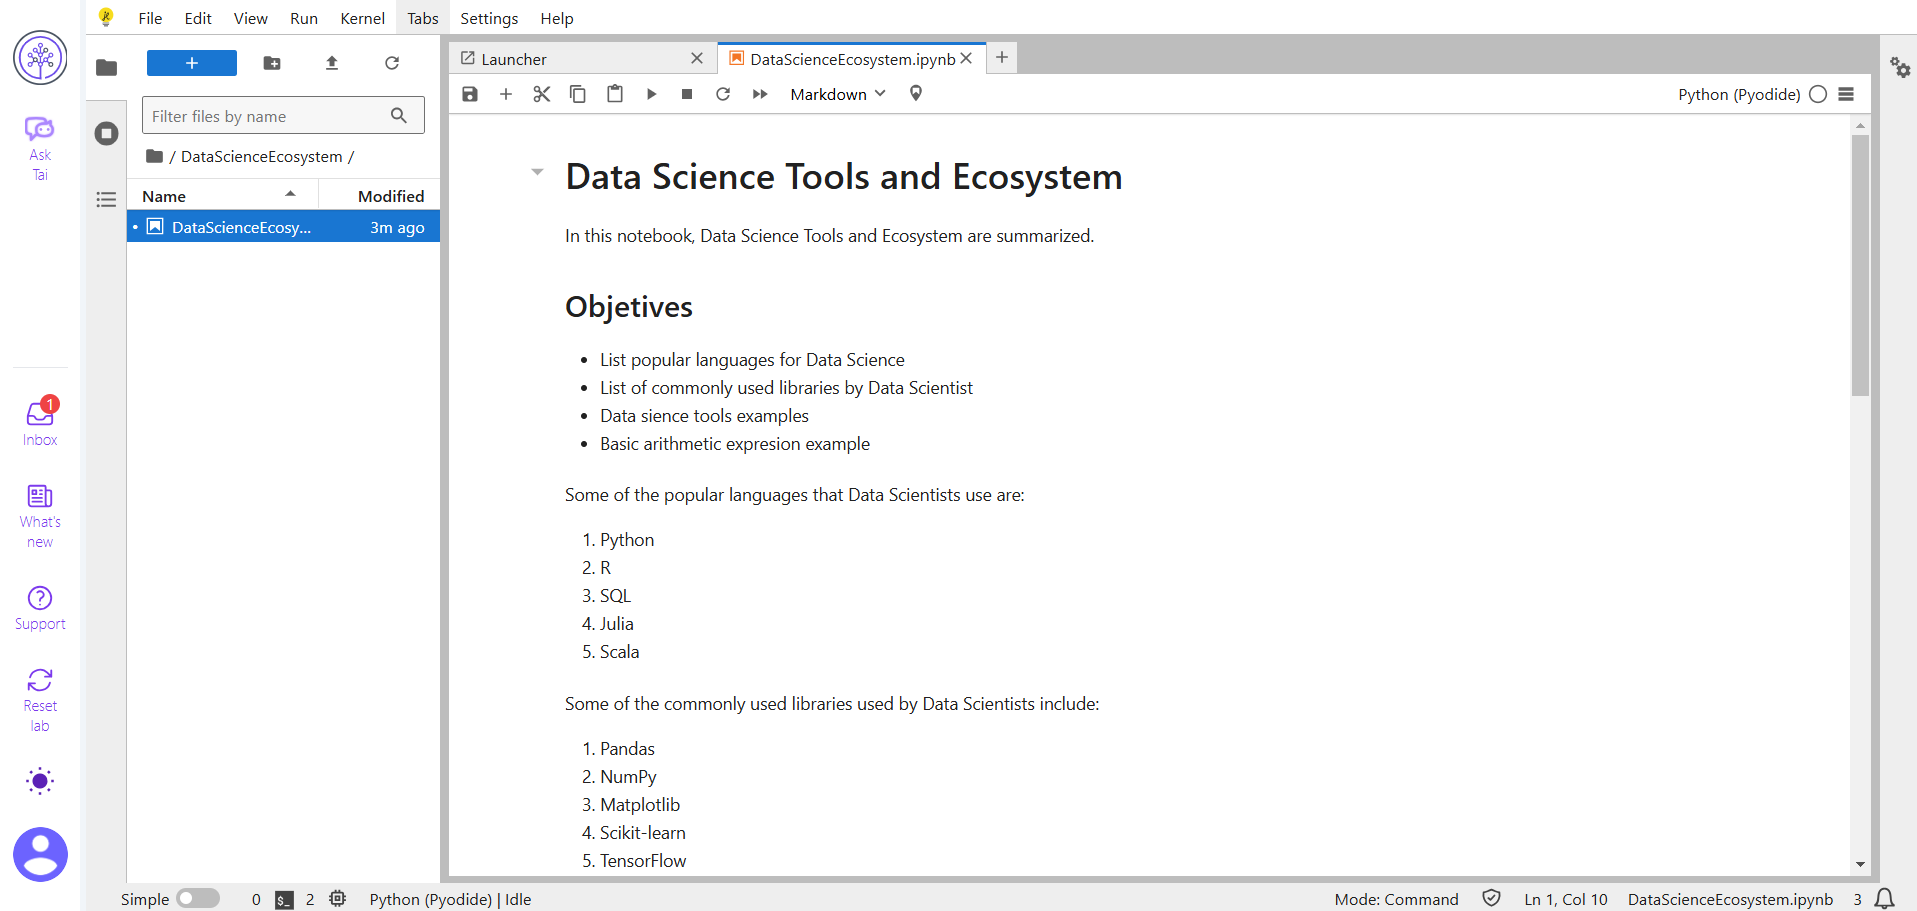 File Edit View Run Kernel Tabs Settings Help
Ask
Tai
Inbox
1
What's
new
Support
Reset
lab
Filter files by name
/ DataScienceEcosystem /
Name Modified
DataScienceEcosy... 3m ago
Launcher
DataScienceEcosystem.ipynb
Markdown
Python (Pyodide)
Data Science Tools and Ecosystem
In this notebook, Data Science Tools and Ecosystem are summarized.
Objetives
• List popular languages for Data Science
• List of commonly used libraries by Data Scientist
• Data sience tools examples
• Basic arithmetic expresion example
Some of the popular languages that Data Scientists use are:
1. Python
2. R
3. SQL
4. Julia
5. Scala
Some of the commonly used libraries used by Data Scientists include:
1. Pandas
2. NumPy
3. Matplotlib
4. Scikit-learn
5. TensorFlow
Simple 0 2 Python (Pyodide) | Idle Mode: Command Ln 1, Col 10 DataScienceEcosystem.ipynb 3